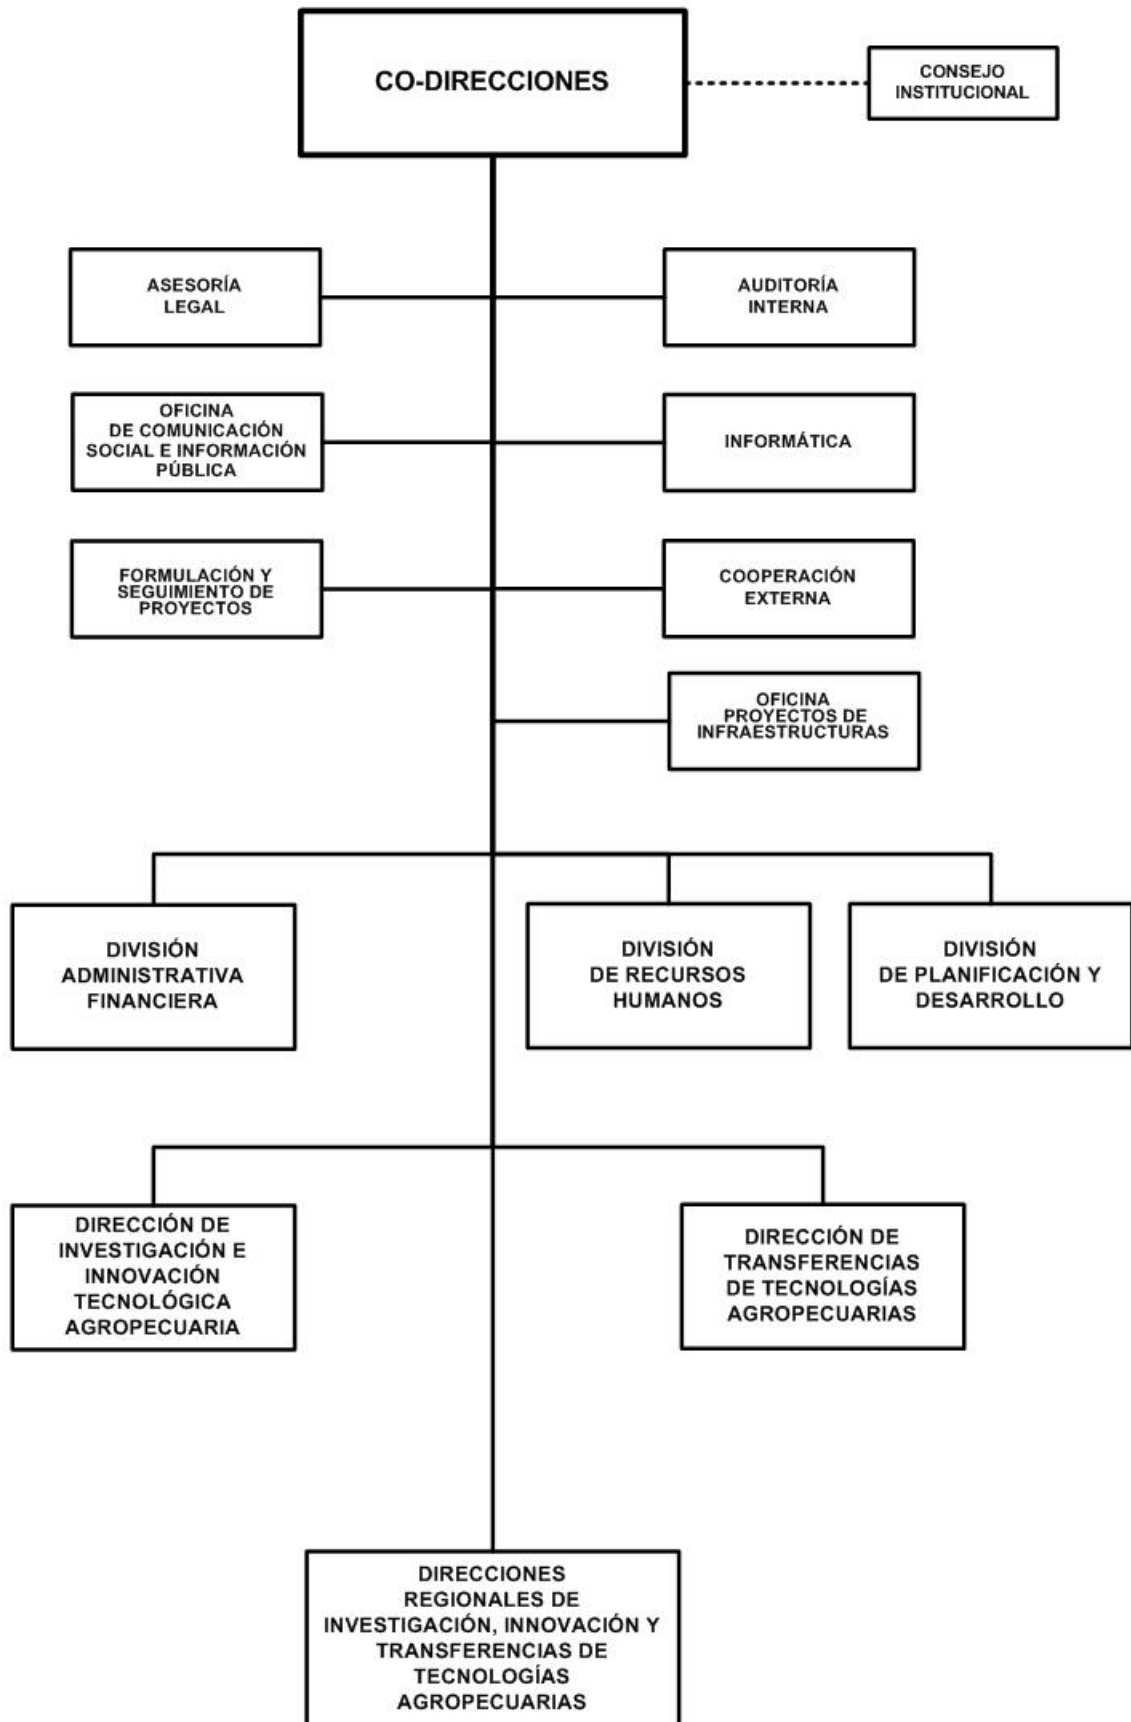 CO-DIRECCIONES
CONSEJO
INSTITUCIONAL
ASESORÍA
LEGAL
AUDITORÍA
INTERNA
OFICINA
DE COMUNICACIÓN
SOCIAL E INFORMACIÓN
PÚBLICA
INFORMÁTICA
FORMULACIÓN Y
SEGUIMIENTO DE
PROYECTOS
COOPERACIÓN
EXTERNA
OFICINA
PROYECTOS DE
INFRAESTRUCTURAS
DIVISIÓN
ADMINISTRATIVA
FINANCIERA
DIVISIÓN
DE RECURSOS
HUMANOS
DIVISIÓN
DE PLANIFICACIÓN Y
DESARROLLO
DIRECCIÓN DE
INVESTIGACIÓN E
INNOVACIÓN
TECNOLÓGICA
AGROPECUARIA
DIRECCIÓN DE
TRANSFERENCIAS
DE TECNOLOGÍAS
AGROPECUARIAS
DIRECCIONES
REGIONALES DE
INVESTIGACIÓN, INNOVACIÓN Y
TRANSFERENCIAS DE
TECNOLOGÍAS
AGROPECUARIAS